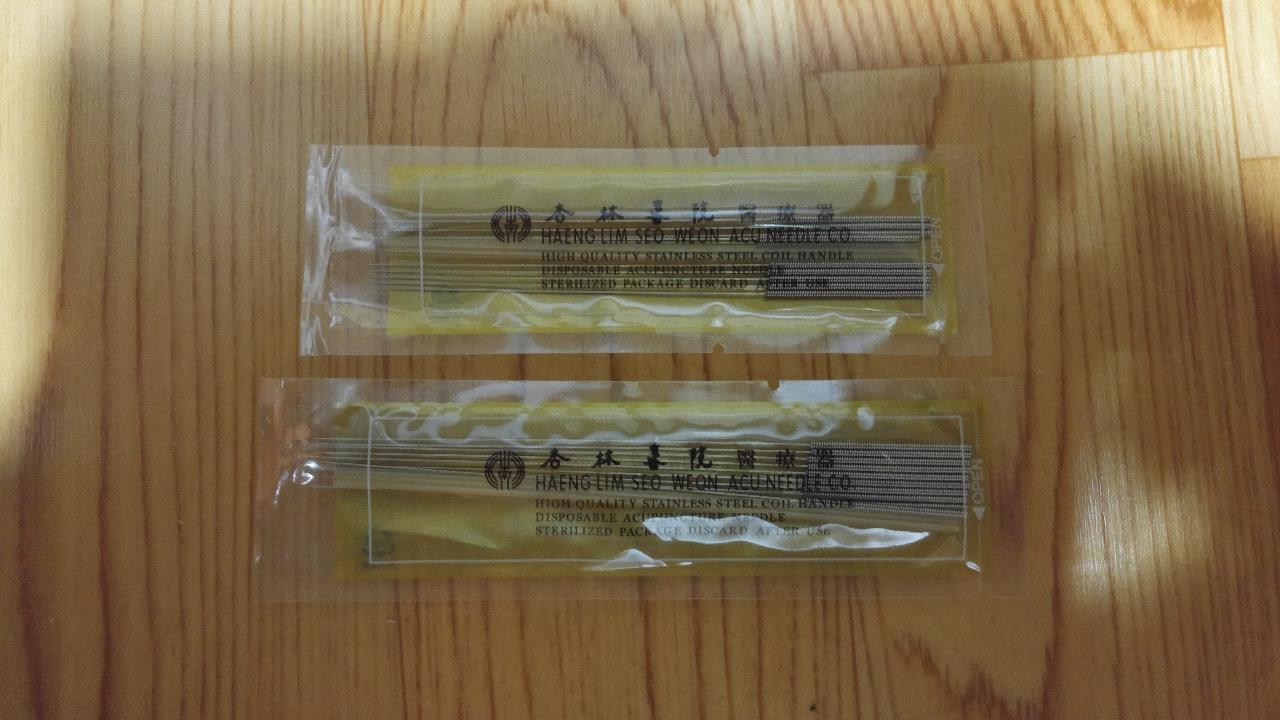 杏林書院醫療器
HAENG LIM SEO WEON ACU NEEDLE CO.
HIGH QUALITY STAINLESS STEEL COIL HANDLE
DISPOSABLE ACUPUNCTURE NEEDLE
STERILIZED PACKAGE DISCARD AFTER USE
OPEN
杏林書院醫療器
HAENG LIM SEO WEON ACU NEEDLE CO.
HIGH QUALITY STAINLESS STEEL COIL HANDLE
DISPOSABLE ACUPUNCTURE NEEDLE
STERILIZED PACKAGE DISCARD AFTER USE
OPEN